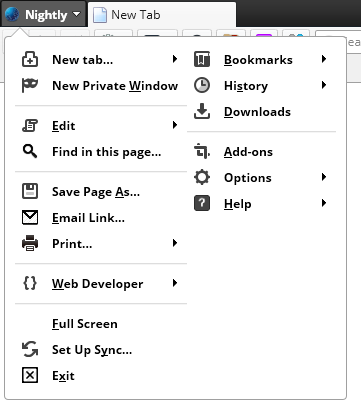 Nightly
New Tab
New tab...
New Private Window
Edit
Find in this page...
Save Page As...
Email Link...
Print...
Web Developer
Full Screen
Set Up Sync...
Exit
Bookmarks
History
Downloads
Add-ons
Options
Help